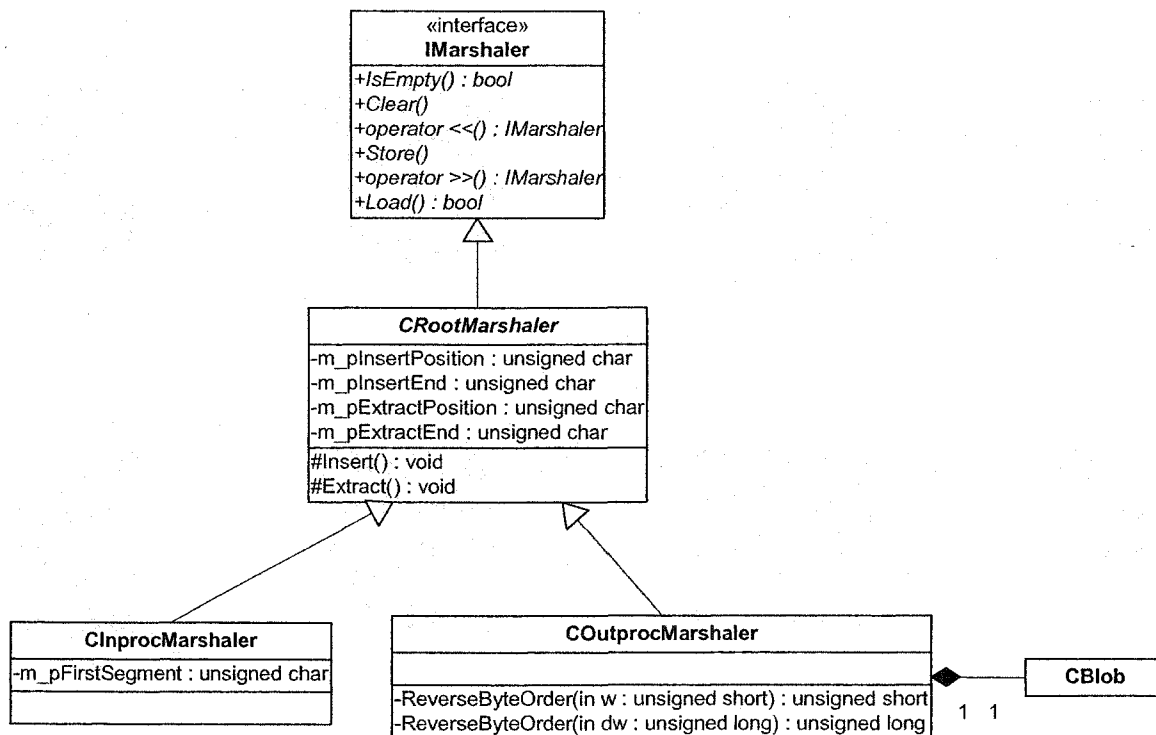 «interface»
IMarshaler
+IsEmpty() : bool
+Clear()
+operator <<() : IMarshaler
+Store()
+operator >>() : IMarshaler
+Load() : bool
CRootMarshaler
-m_pInsertPosition : unsigned char
-m_pInsertEnd : unsigned char
-m_pExtractPosition : unsigned char
-m_pExtractEnd : unsigned char
#Insert() : void
#Extract() : void
CInprocMarshaler
-m_pFirstSegment : unsigned char
COutprocMarshaler
-ReverseByteOrder(in w : unsigned short) : unsigned short
-ReverseByteOrder(in dw : unsigned long) : unsigned long
1 1
CBlob